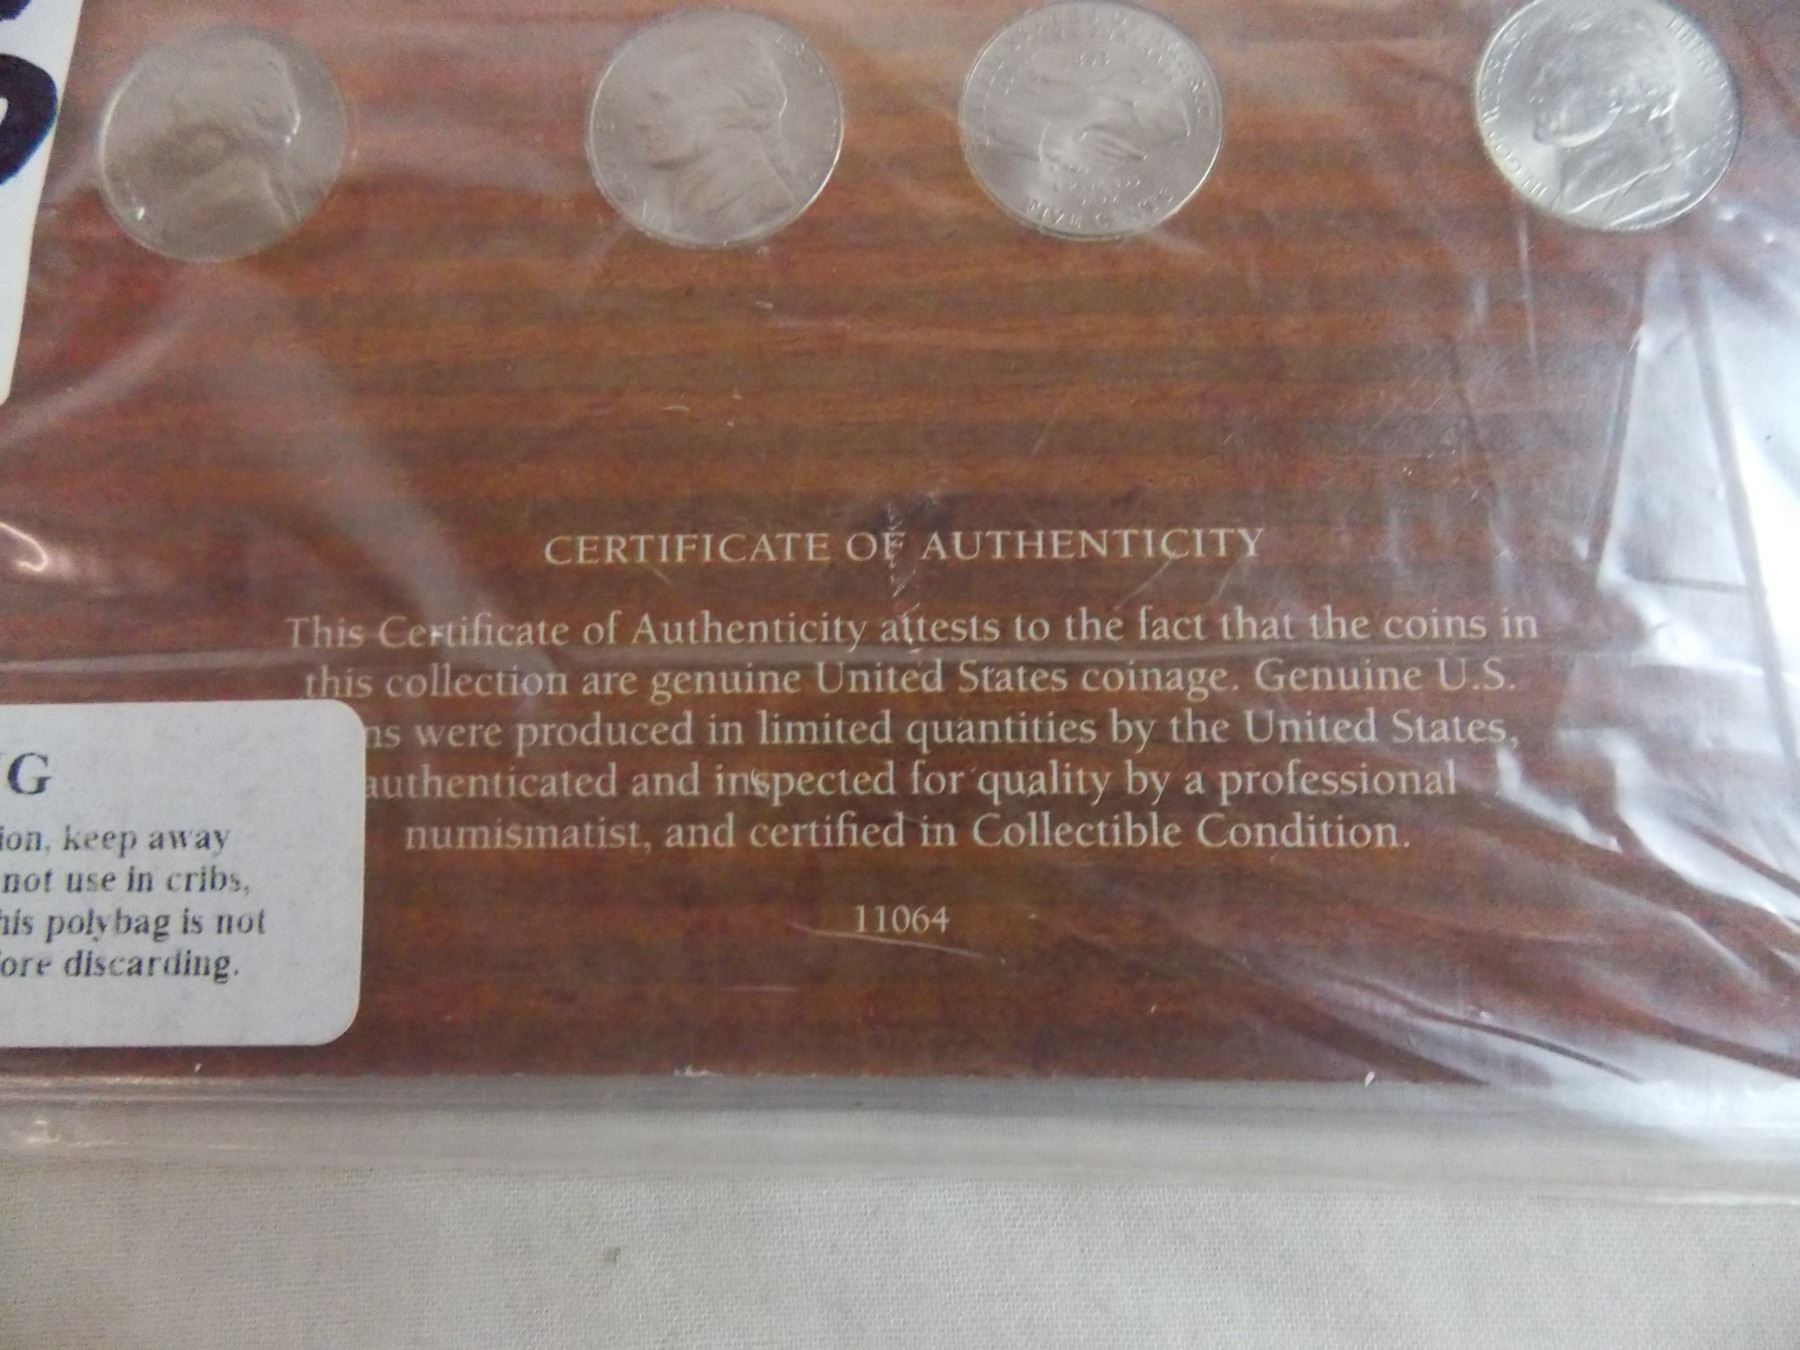 CERTIFICATE OF AUTHENTICITY
This Certificate of Authenticity attests to the fact that the coins in
this collection are genuine United States coinage. Genuine U.S.
ns were produced in limited quantities by the United States,
authenticated and inspected for quality by a professional
numismatist, and certified in Collectible Condition.
11064
G
ion, keep away
not use in cribs,
his polybag is not
ore discarding.